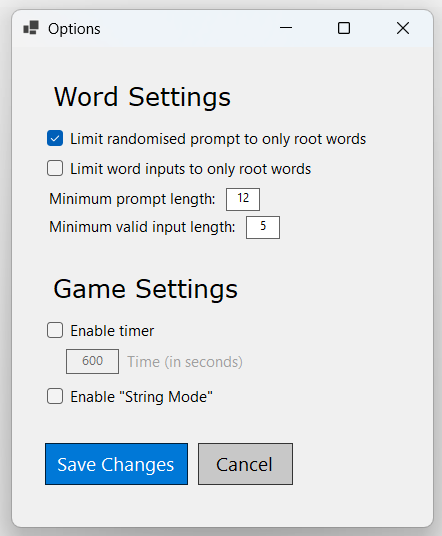 Options
Word Settings
Limit randomised prompt to only root words
Limit word inputs to only root words
Minimum prompt length: 12
Minimum valid input length: 5
Game Settings
Enable timer
600 Time (in seconds)
Enable "String Mode"
Save Changes Cancel